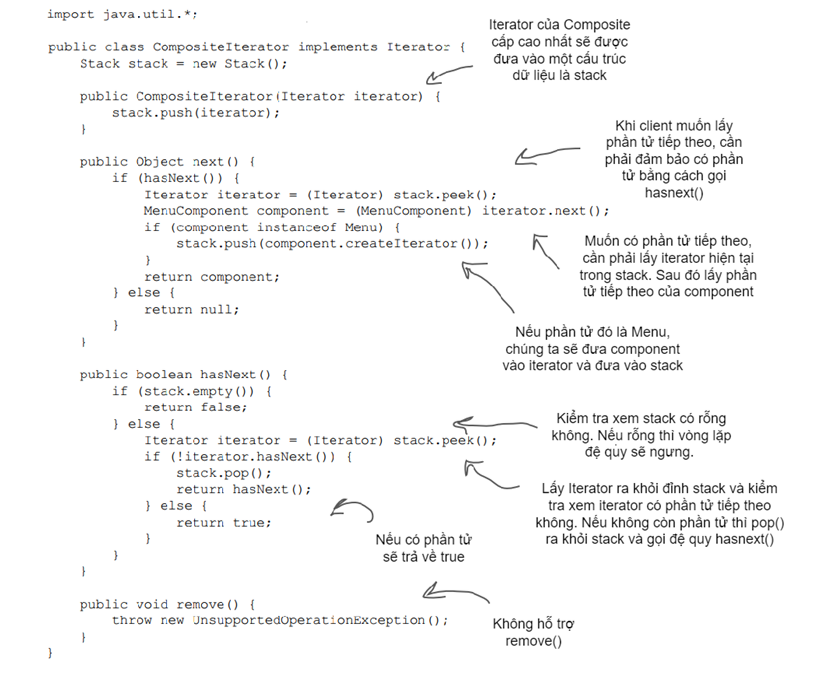 import java.util.*;
public class CompositeIterator implements Iterator {
Stack stack = new Stack();
public CompositeIterator(Iterator iterator) {
stack.push(iterator);
}
public Object next() {
if (hasNext()) {
Iterator iterator = (Iterator) stack.peek();
MenuComponent component = (MenuComponent) iterator.next();
if (component instanceof Menu) {
stack.push(component.createIterator());
}
return component;
} else {
return null;
}
}
public boolean hasNext() {
if (stack.empty()) {
return false;
} else {
Iterator iterator = (Iterator) stack.peek();
if (!iterator.hasNext()) {
stack.pop();
return hasNext();
} else {
return true;
}
}
}
public void remove() {
throw new UnsupportedOperationException();
}
}
Iterator của Composite
cấp cao nhất sẽ được
đưa vào một cấu trúc
dữ liệu là stack
Khi client muốn lấy
phần tử tiếp theo, cần
phải đảm bảo có phần
tử bằng cách gọi
hasnext()
Muốn có phần tử tiếp theo,
cần phải lấy iterator hiện tại
trong stack. Sau đó lấy phần
tử tiếp theo của component
Nếu phần tử đó là Menu,
chúng ta sẽ đưa component
vào iterator và đưa vào stack
Kiểm tra xem stack có rỗng
không. Nếu rỗng thì vòng lặp
đệ quy sẽ ngưng.
Lấy Iterator ra khỏi đỉnh stack và kiểm
tra xem iterator có phần tử tiếp theo
không. Nếu không còn phần tử thì pop()
ra khỏi stack và gọi đệ quy hasnext()
Nếu có phần tử
sẽ trả về true
Không hỗ trợ
remove()